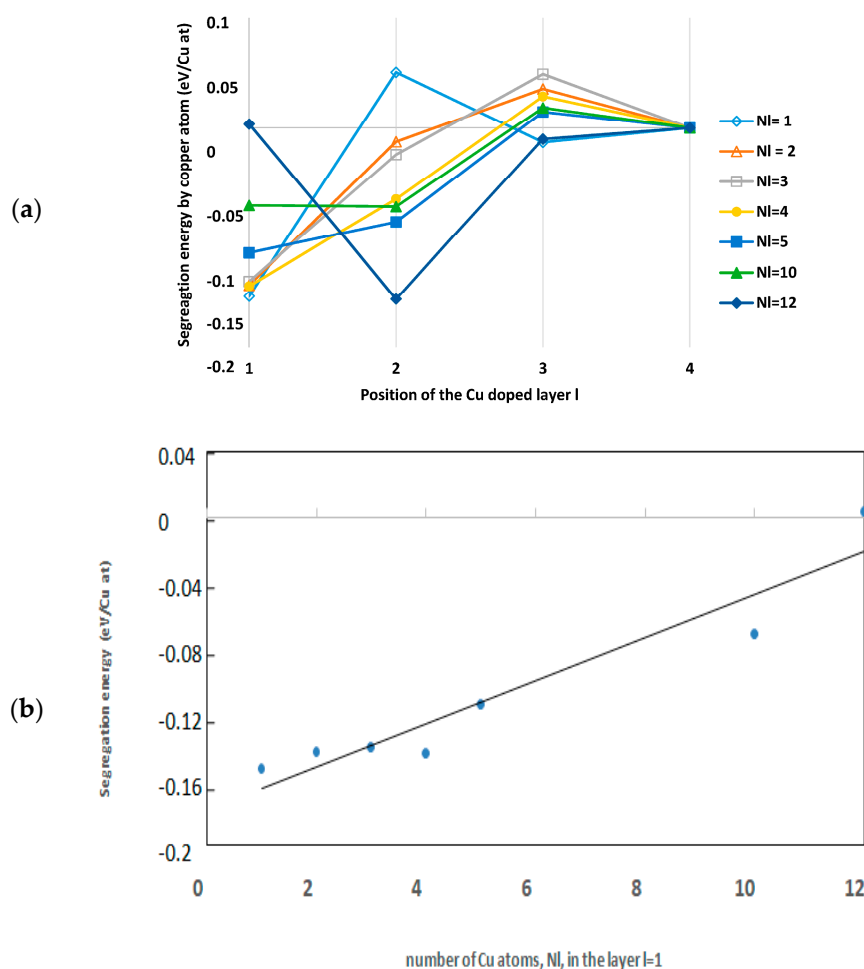 (a)
Segreagtion energy by copper atom (eV/Cu at)
0.1
0.05
0
-0.05
-0.1
-0.15
-0.2
1 2 3 4
Position of the Cu doped layer l
Nl= 1
Nl = 2
Nl=3
Nl=4
Nl=5
Nl=10
Nl=12
(b)
Segregation energy (eV/Cu at)
0.04
0
-0.04
-0.08
-0.12
-0.16
-0.2
0 2 4 6 8 10 12
number of Cu atoms, Nl, in the layer l=1